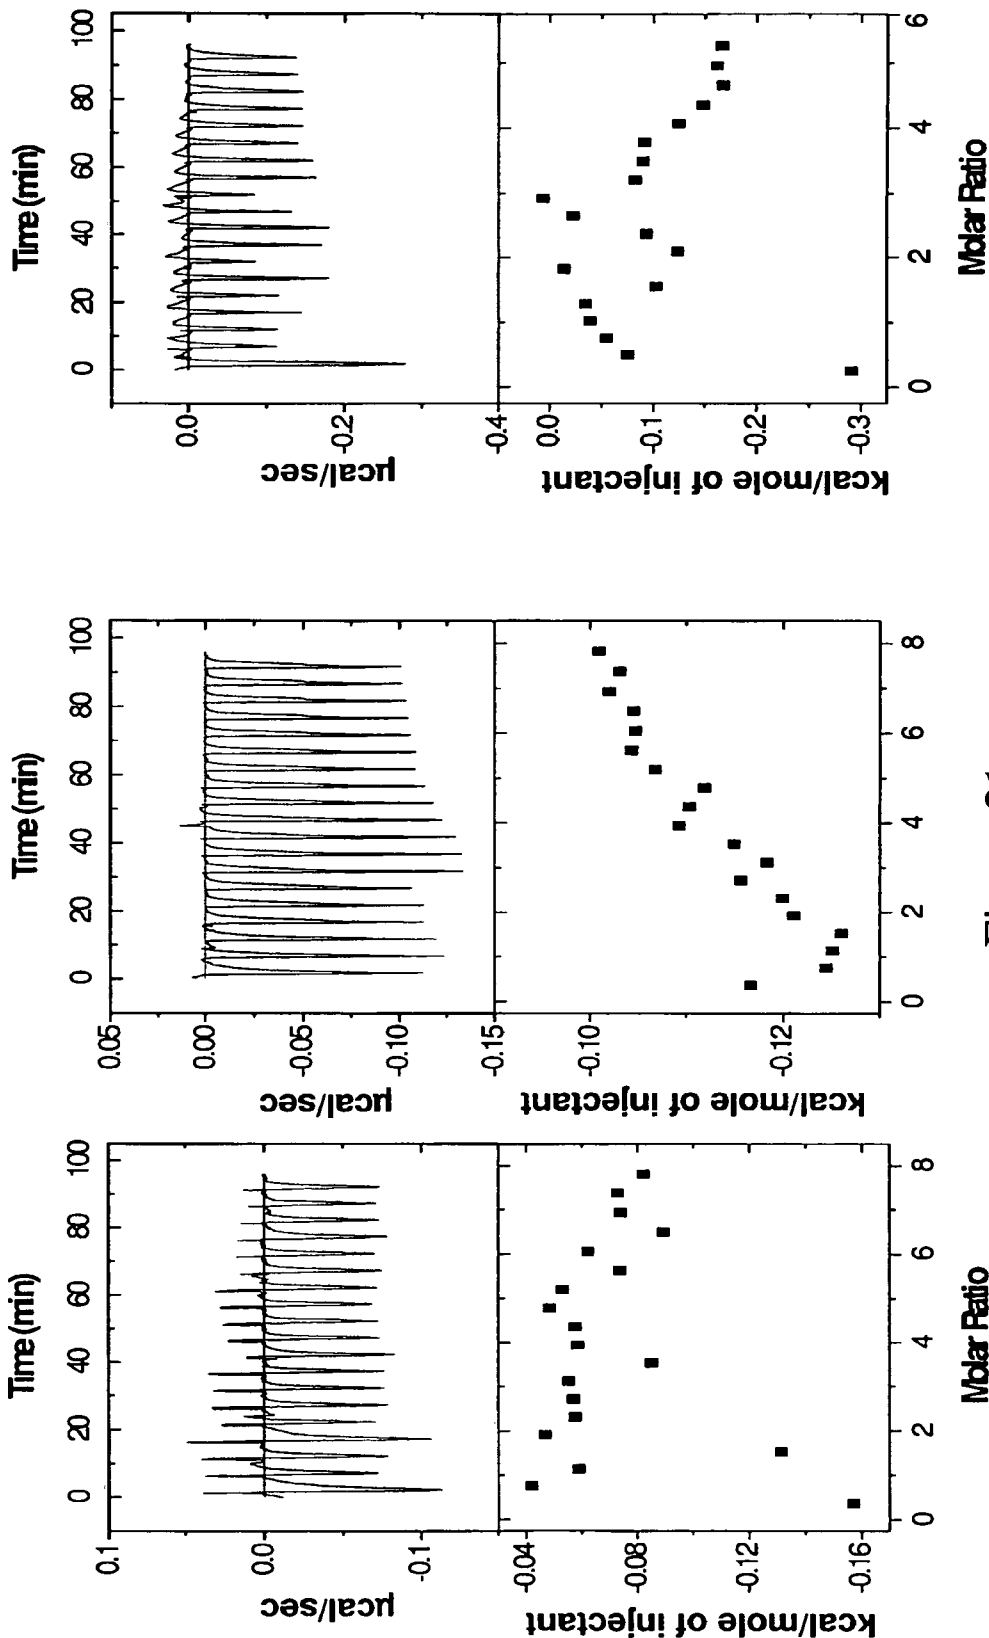 Time (min)
0 20 40 60 80 100
0.1
0.0
-0.1
µcal/sec
-0.04
-0.08
-0.12
-0.16
kcal/mole of injectant
0 2 4 6 8
Molar Ratio
Time (min)
0 20 40 60 80 100
0.05
0.00
-0.05
-0.10
-0.15
µcal/sec
-0.10
-0.12
kcal/mole of injectant
0 2 4 6 8
Time (min)
0 20 40 60 80 100
0.0
-0.2
-0.4
µcal/sec
0.0
-0.1
-0.2
-0.3
kcal/mole of injectant
0 2 4 6
Molar Ratio